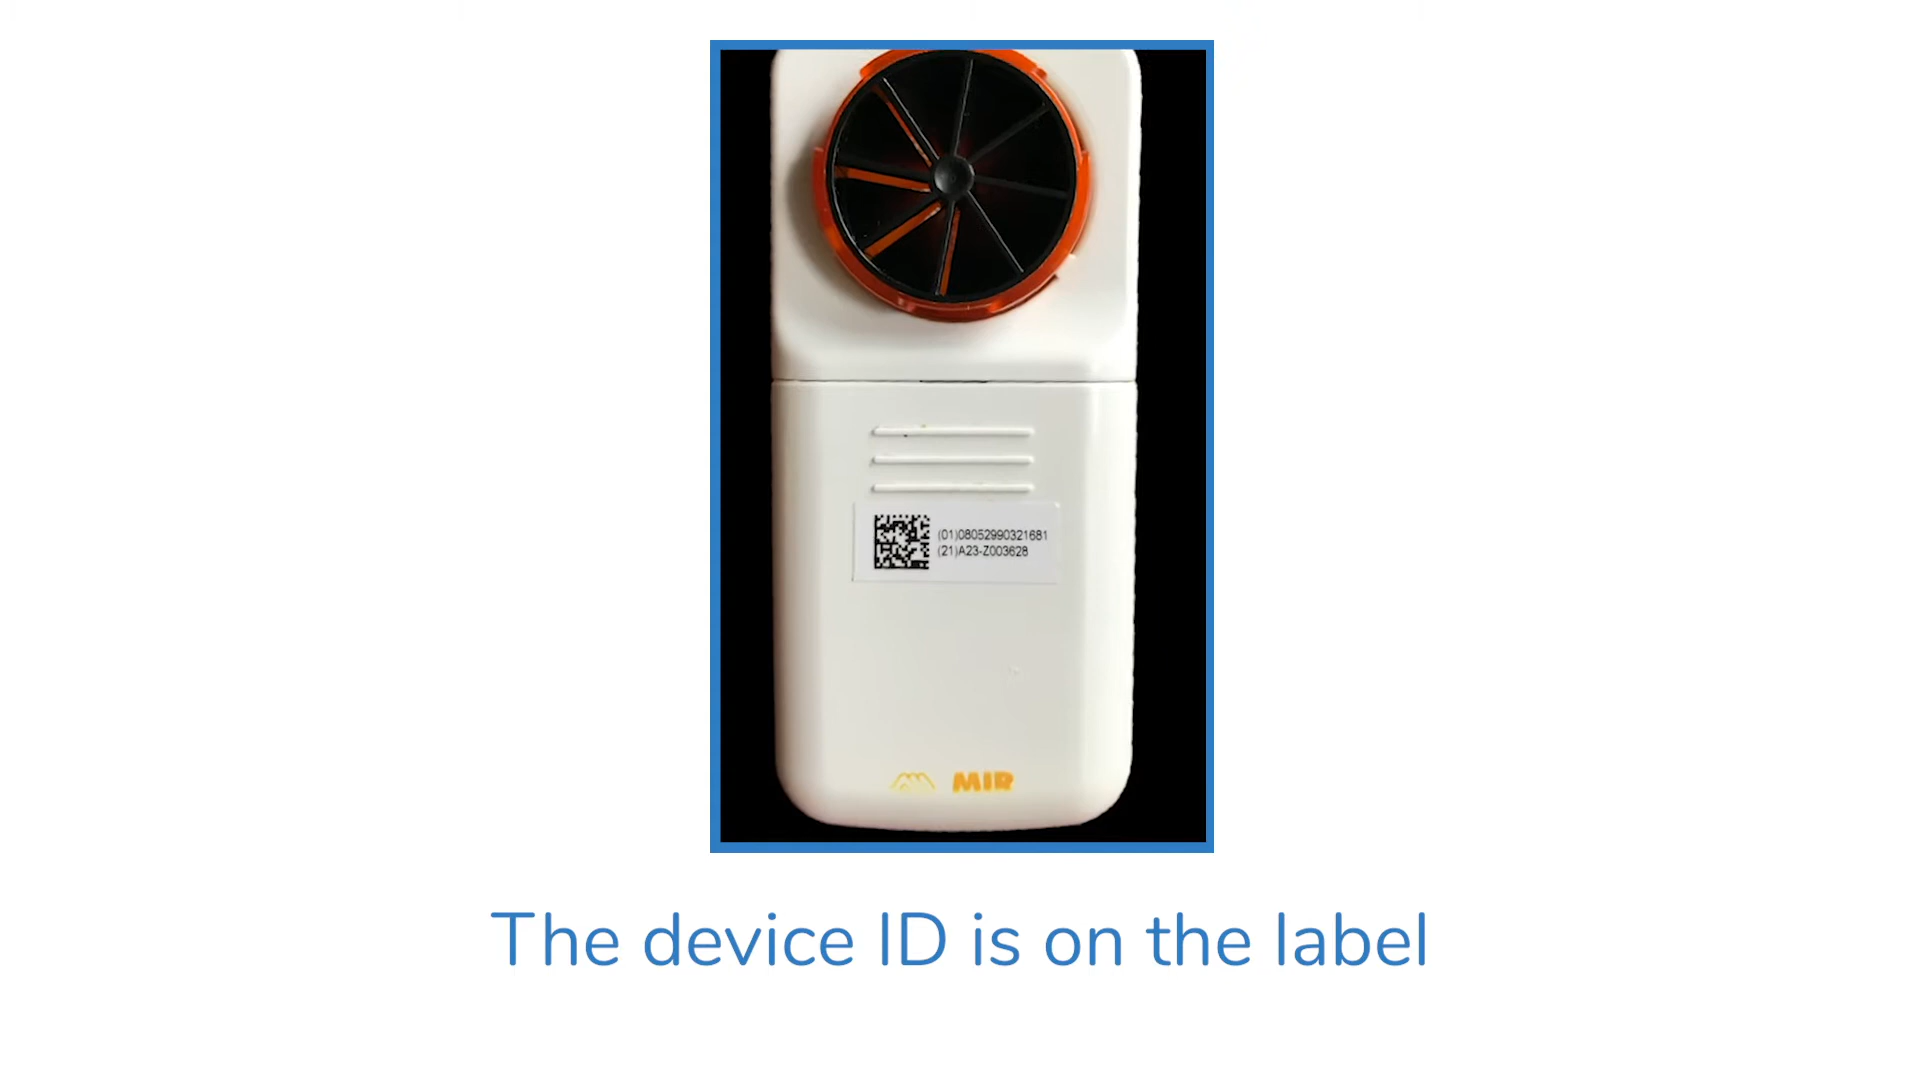 (01)08052990321681
(21)A23-Z003628
MIR
The device ID is on the label